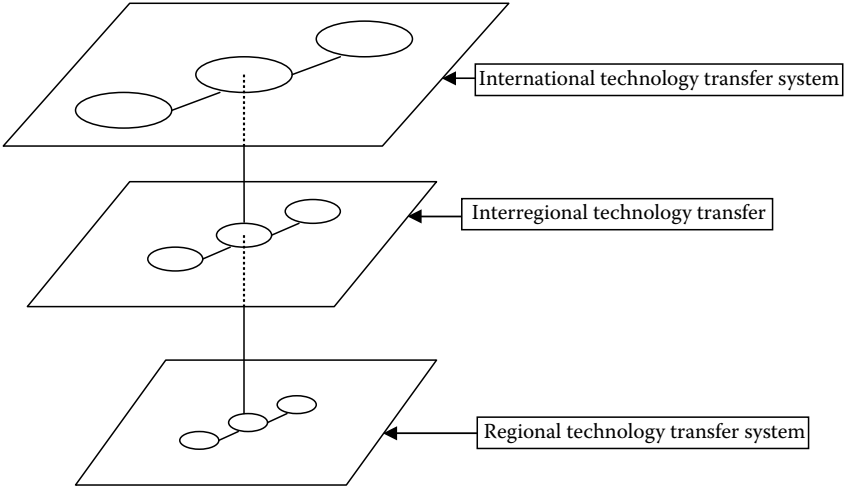 International technology transfer system
Interregional technology transfer
Regional technology transfer system